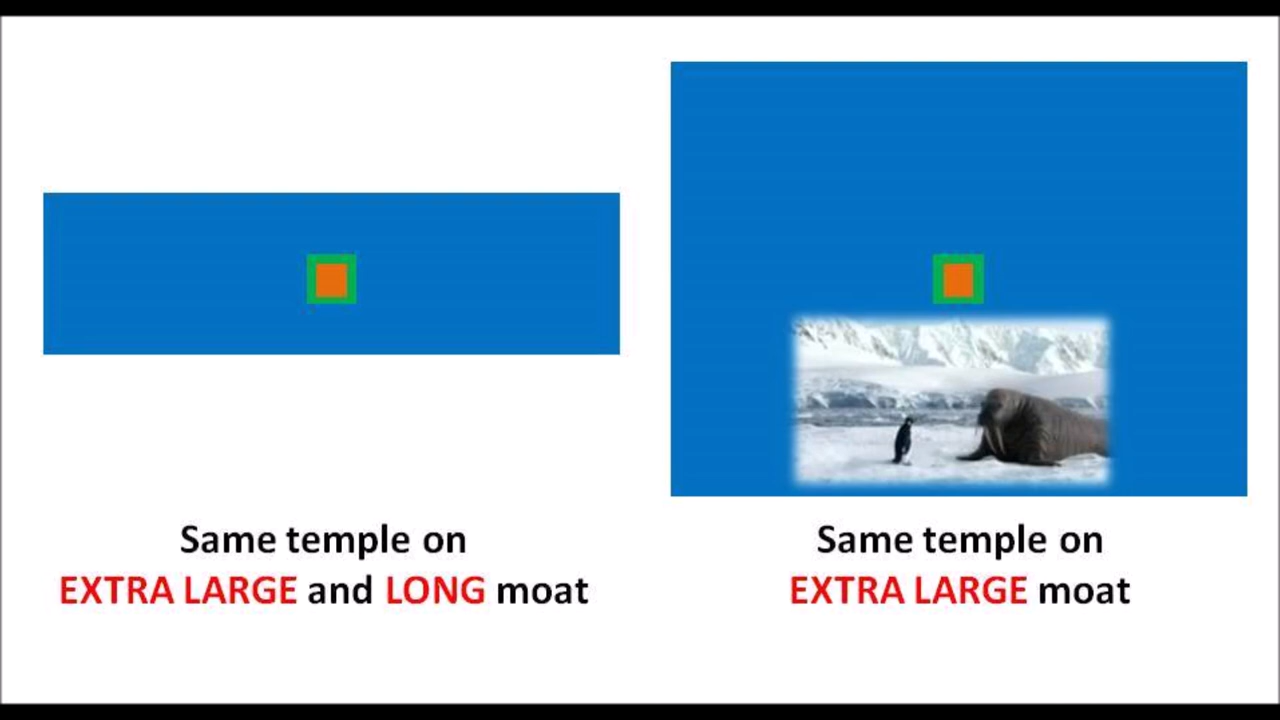 Same temple on
EXTRA LARGE and LONG moat
Same temple on
EXTRA LARGE moat